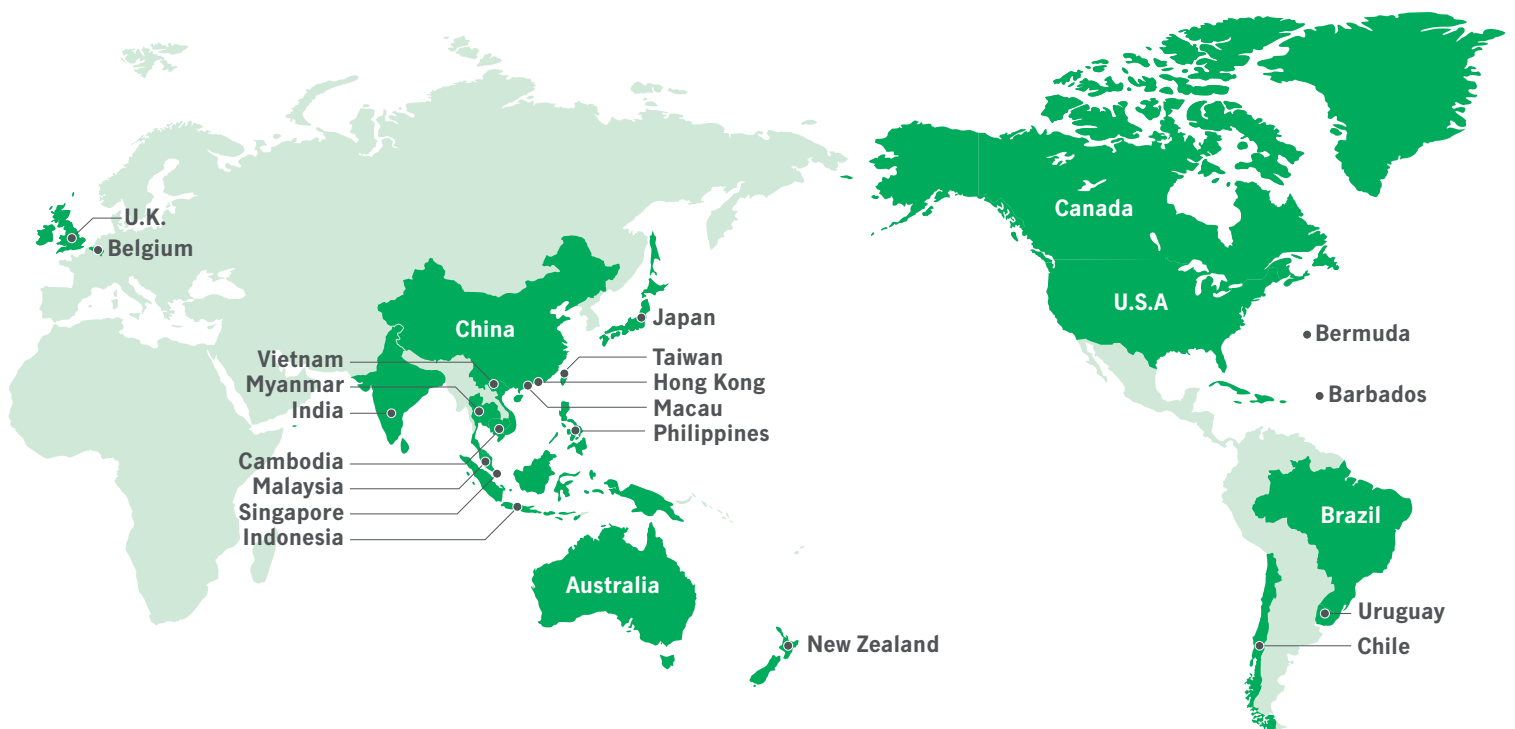 U.K.
Belgium
China
Japan
Vietnam
Myanmar
India
Taiwan
Hong Kong
Macau
Philippines
Cambodia
Malaysia
Singapore
Indonesia
Australia
New Zealand
Canada
U.S.A
Bermuda
Barbados
Brazil
Uruguay
Chile